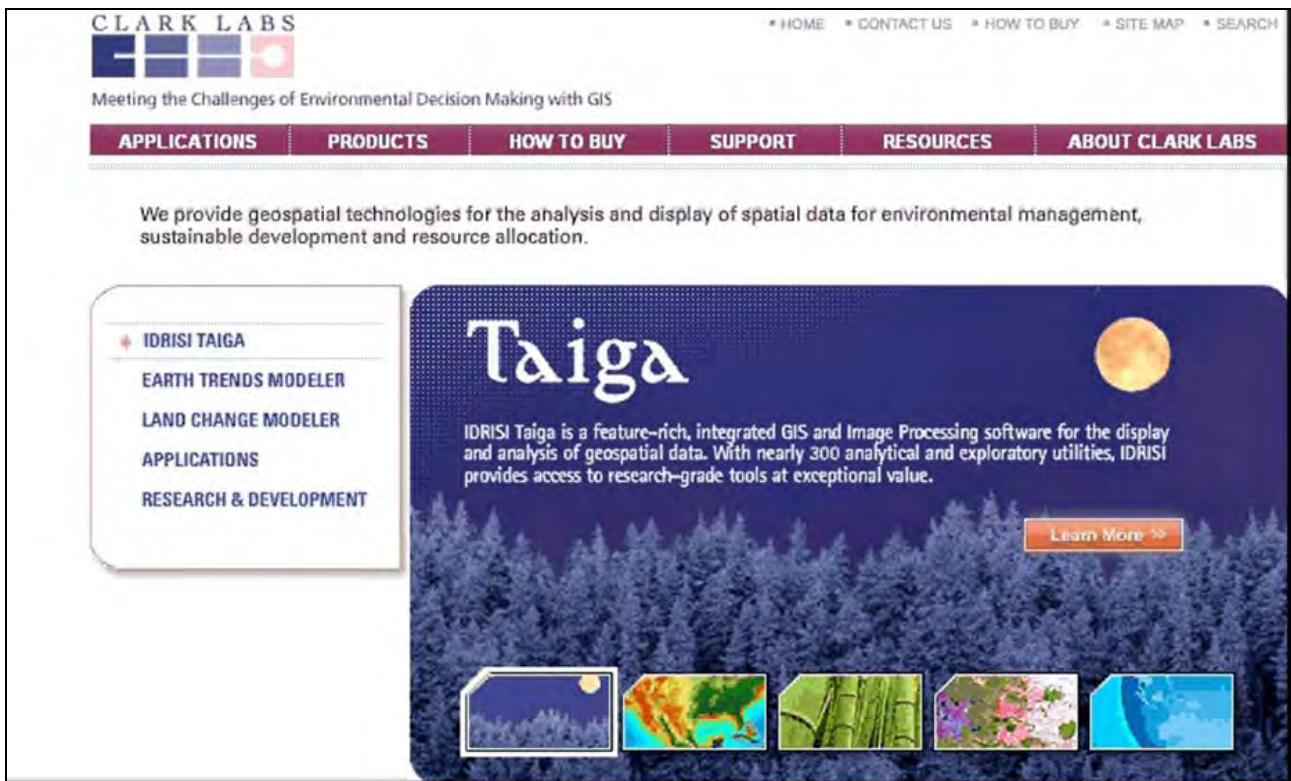 CLARK LABS
HOME CONTACT US HOW TO BUY SITE MAP SEARCH
Meeting the Challenges of Environmental Decision Making with GIS
APPLICATIONS PRODUCTS HOW TO BUY SUPPORT RESOURCES ABOUT CLARK LABS
We provide geospatial technologies for the analysis and display of spatial data for environmental management,
sustainable development and resource allocation.
IDRISI TAIGA
EARTH TRENDS MODELER
LAND CHANGE MODELER
APPLICATIONS
RESEARCH & DEVELOPMENT
Taiga
IDRISI Taiga is a feature-rich, integrated GIS and Image Processing software for the display
and analysis of geospatial data. With nearly 300 analytical and exploratory utilities, IDRISI
provides access to research-grade tools at exceptional value.
Learn More »